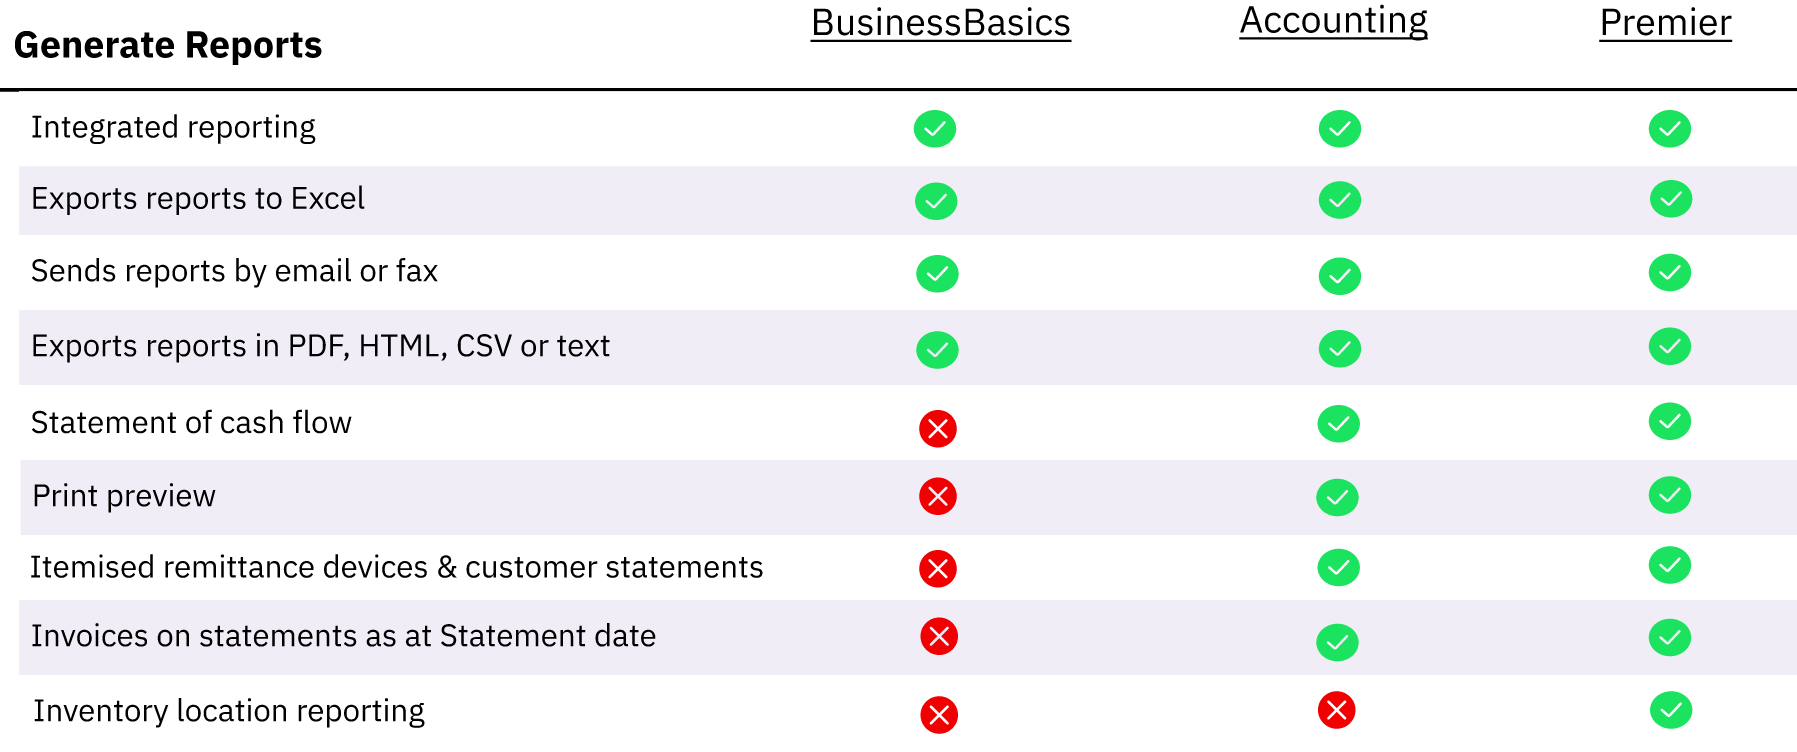 Generate Reports BusinessBasics Accounting Premier
Integrated reporting
Exports reports to Excel
Sends reports by email or fax
Exports reports in PDF, HTML, CSV or text
Statement of cash flow
Print preview
Itemised remittance devices & customer statements
Invoices on statements as at Statement date
Inventory location reporting